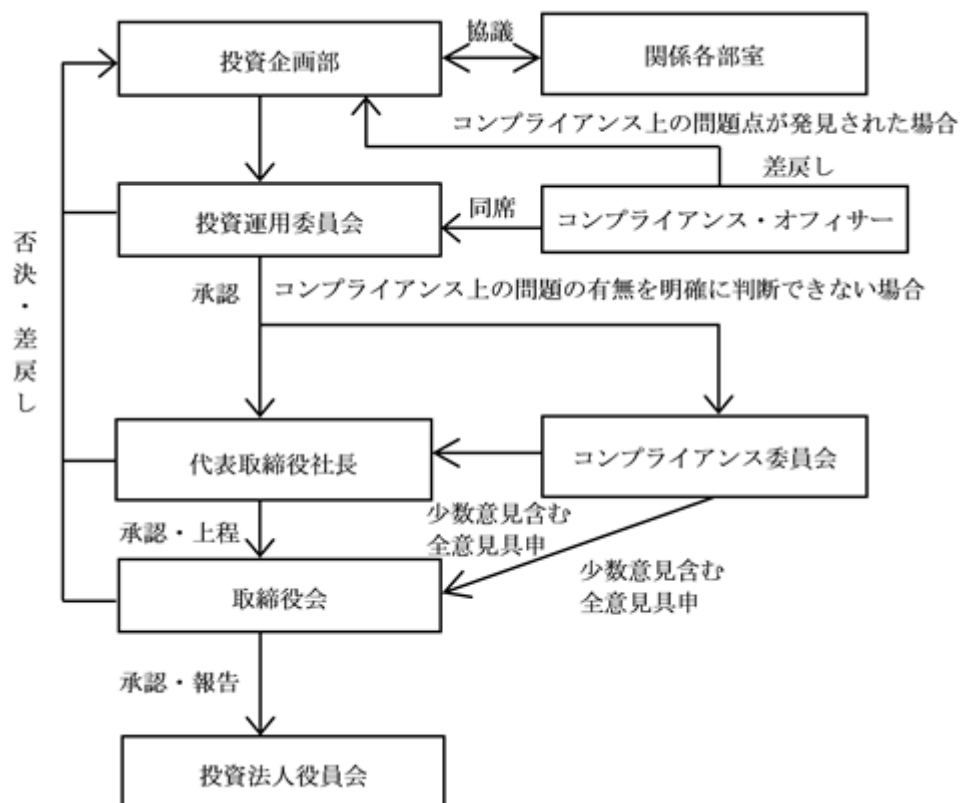 投資企画部
協議
関係各部室
コンプライアンス上の問題点が発見された場合
差戻し
投資運用委員会
同席
コンプライアンス・オフィサー
否決・差戻し
承認
コンプライアンス上の問題の有無を明確に判断できない場合
代表取締役社長
コンプライアンス委員会
承認・上程
少数意見含む
全意見具申
取締役会
少数意見含む
全意見具申
承認・報告
投資法人役員会